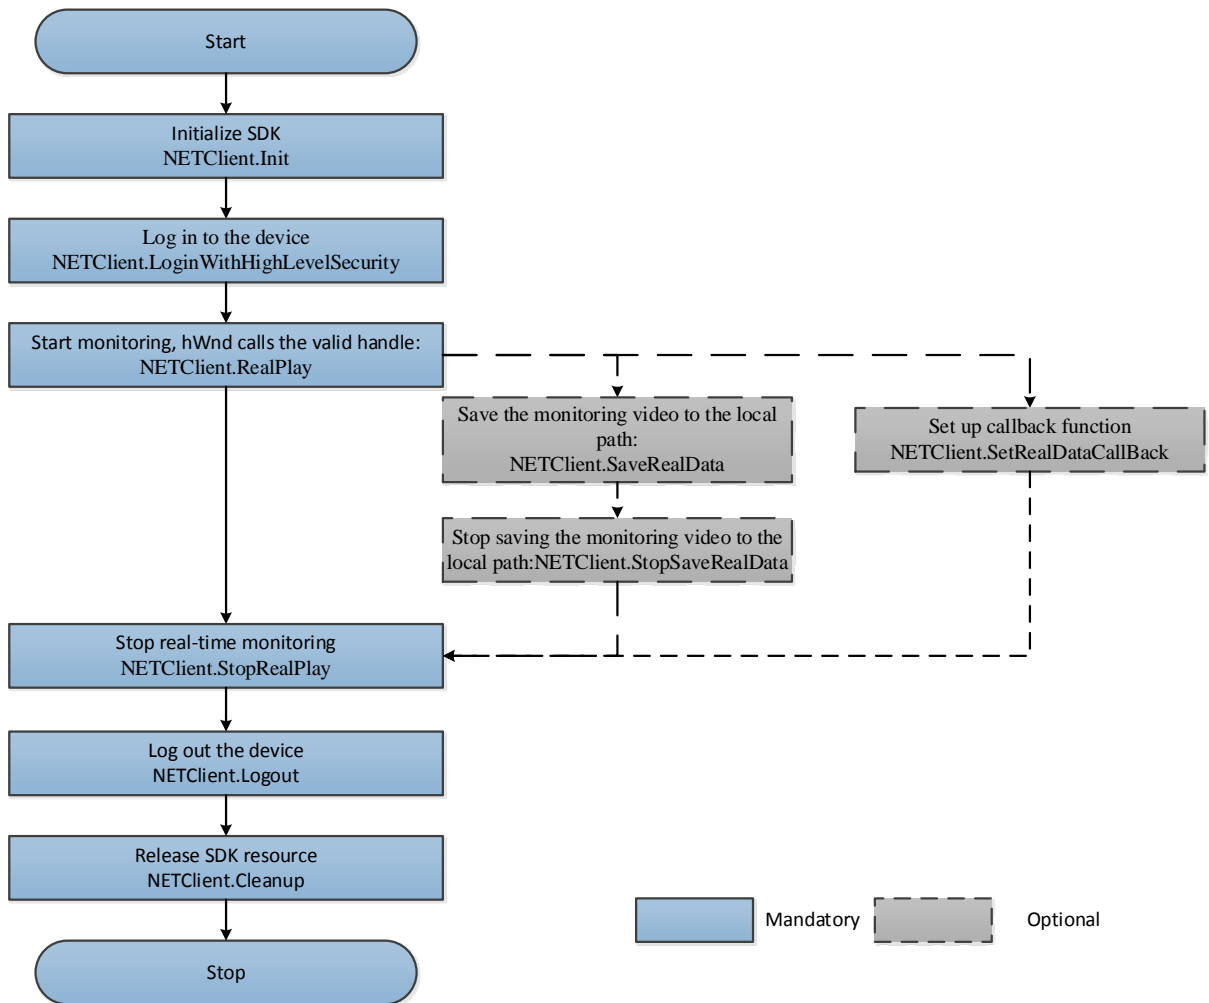 Start
Initialize SDK
NETClient.Init
Log in to the device
NETClient.LoginWithHighLevelSecurity
Start monitoring, hWnd calls the valid handle:
NETClient.RealPlay
Save the monitoring video to the local
path:
NETClient.SaveRealData
Set up callback function
NETClient.SetRealDataCallBack
Stop saving the monitoring video to the
local path:NETClient.StopSaveRealData
Stop real-time monitoring
NETClient.StopRealPlay
Log out the device
NETClient.Logout
Release SDK resource
NETClient.Cleanup
Mandatory
Optional
Stop